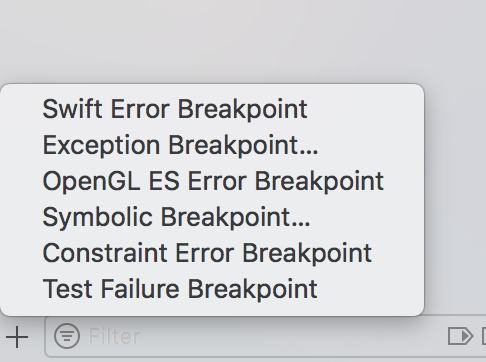 Swift Error Breakpoint
Exception Breakpoint...
OpenGL ES Error Breakpoint
Symbolic Breakpoint...
Constraint Error Breakpoint
Test Failure Breakpoint
Filter